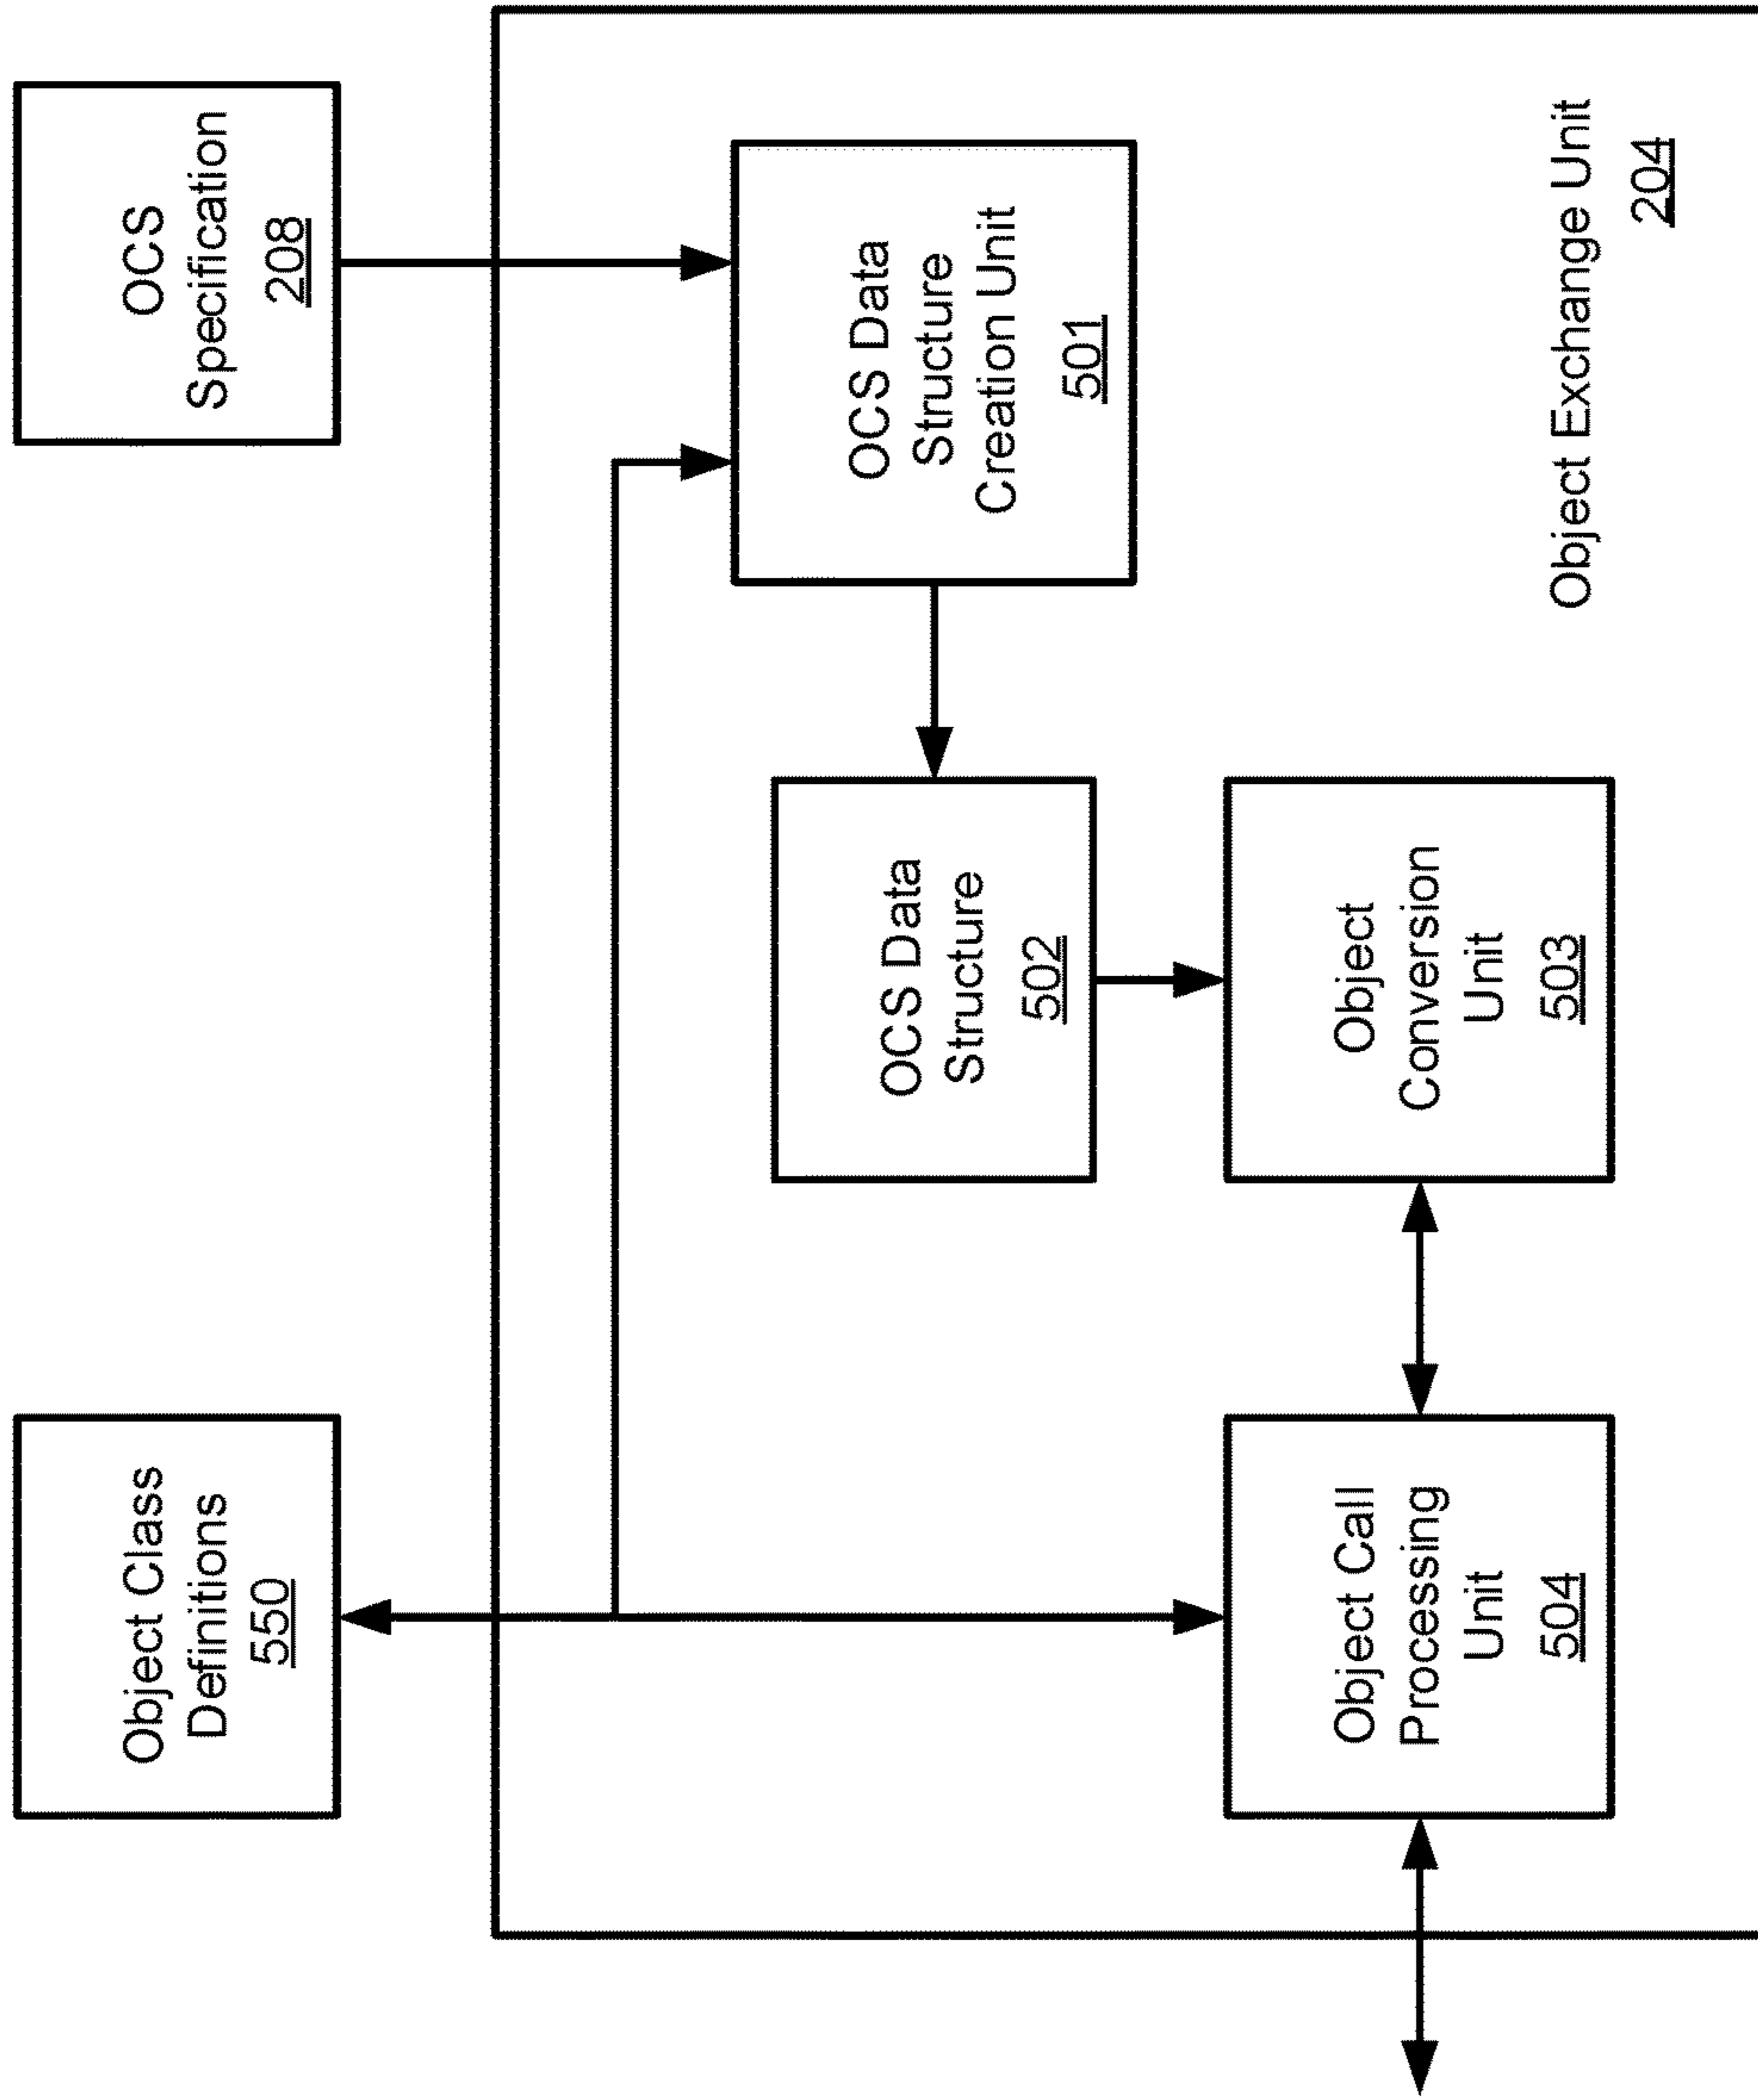 Object Class
Definitions
550
OCS
Specification
208
OCS Data
Structure
Creation Unit
501
OCS Data
Structure
502
Object Call
Processing
Unit
504
Object
Conversion
Unit
503
Object Exchange Unit
204